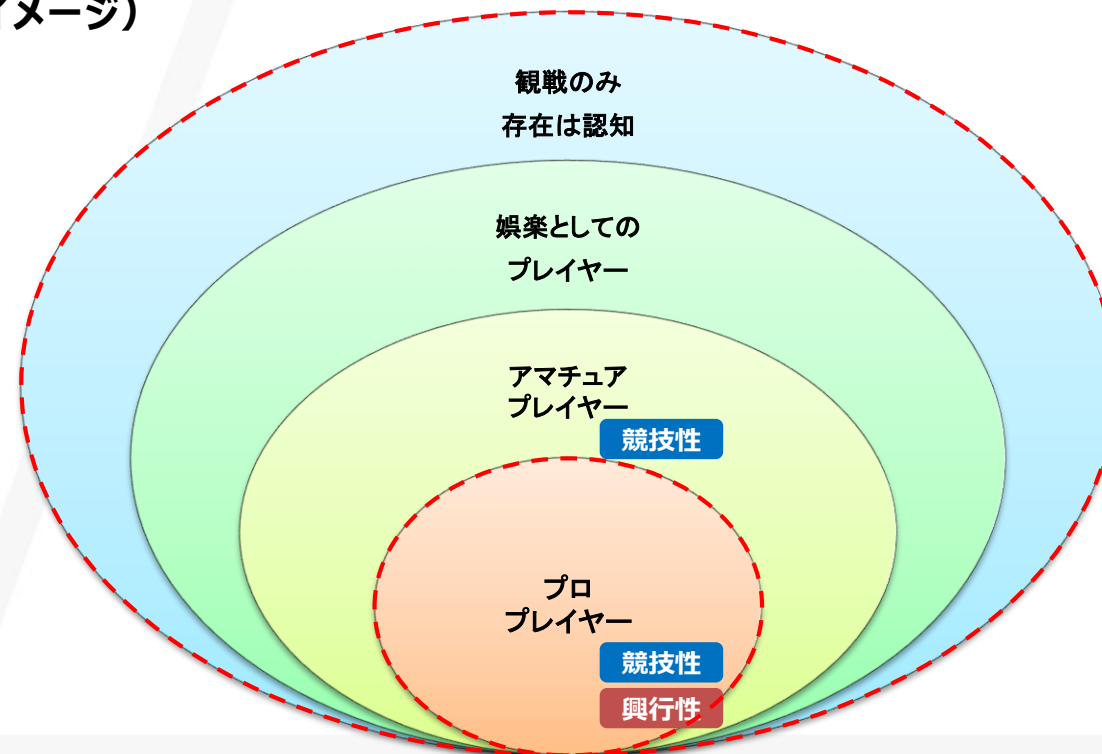 イメージ）
観戦のみ
存在は認知
娯楽としての
プレイヤー
アマチュア
プレイヤー
競技性
プロ
プレイヤー
競技性
興行性